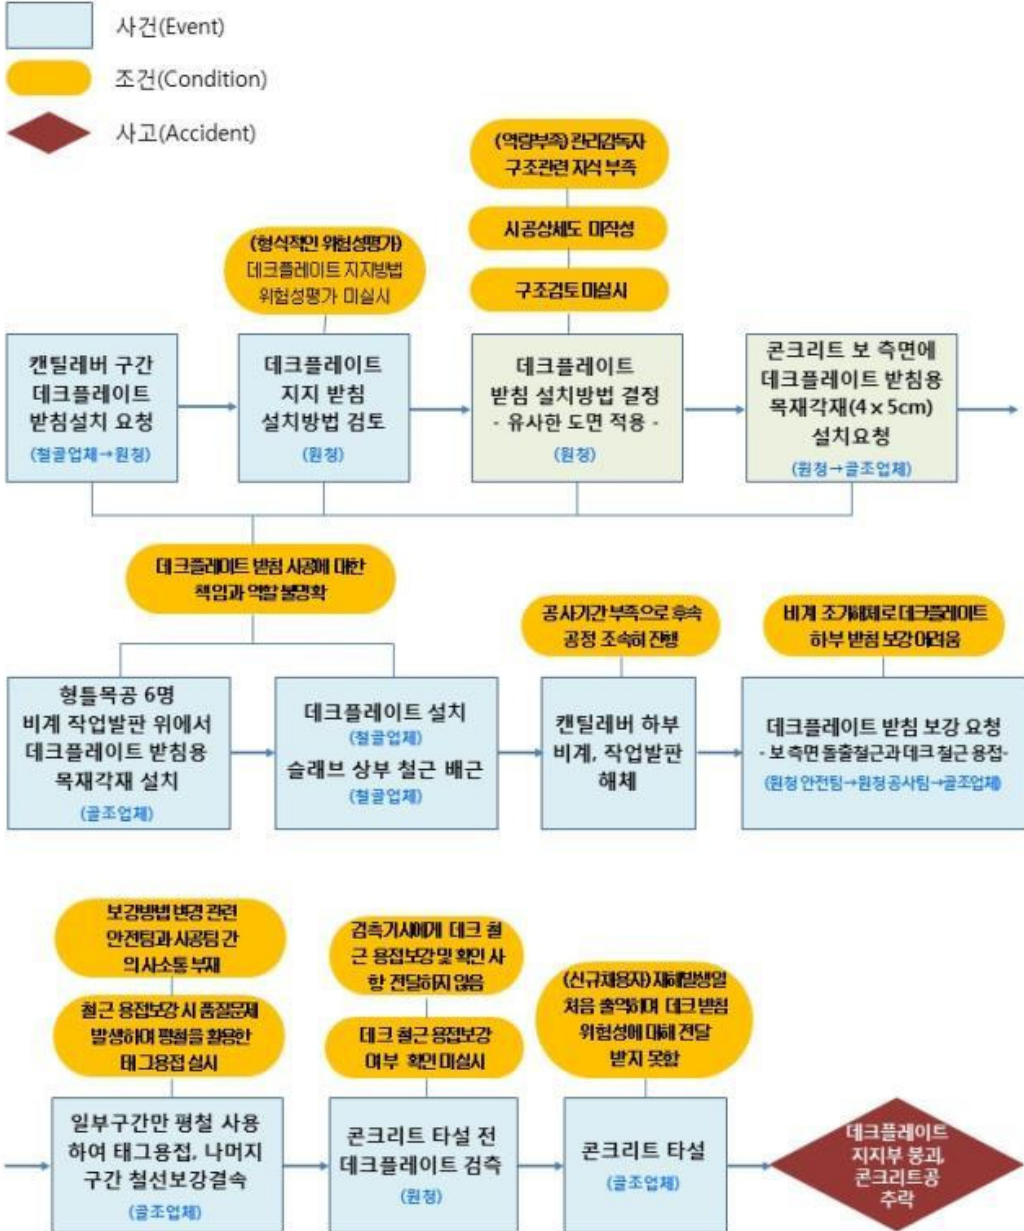 사건(Event)
조건(Condition)
사고(Accident)
(역량부족) 관리감독자
구조관련 지식 부족
시공상세도 미작성
구조검토 미실시
(형식적인 위험성평가)
데크플레이트 지지방법
위험성평가 미실시
캔틸레버 구간
데크플레이트
받침설치 요청
(철골업체→원청)
데크플레이트
지지 받침
설치방법 검토
(원청)
데크플레이트
받침 설치방법 결정
- 유사한 도면 적용 -
(원청)
콘크리트 보 측면에
데크플레이트 받침용
목재각재(4 x 5cm)
설치요청
(원청→골조업체)
데크플레이트 받침 시공에 대한
책임과 역할 불명확
공사기간 부족으로 후속
공정 조속히 진행
비계 조기해체로 데크플레이트
하부 받침 보강 어려움
형틀목공 6명
비계 작업발판 위에서
데크플레이트 받침용
목재각재 설치
(골조업체)
데크플레이트 설치
(철골업체)
슬래브 상부 철근 배근
(철골업체)
캔틸레버 하부
비계, 작업발판
해체
데크플레이트 받침 보강 요청
- 보 측면 돌출철근과 데크 철근 용접-
(원청 안전팀→원청 공사팀→골조업체)
보강방법 변경 관련
안전팀과 시공팀 간
의사소통 부재
철근 용접보강 시 품질문제
발생하며 평철을 활용한
태그용접 실시
검측기사에게 데크 철
근 용접보강 및 확인 사
항 전달하지 않음
데크 철근 용접보강
여부 확인 미실시
(신규채용자) 재해발생일
처음 출역하며 데크 받침
위험성에 대해 전달
받지 못함
일부구간만 평철 사용
하여 태그용접, 나머지
구간 철선보강결속
(골조업체)
콘크리트 타설 전
데크플레이트 검측
(원청)
콘크리트 타설
(골조업체)
데크플레이트
지지부 붕괴,
콘크리트공
추락